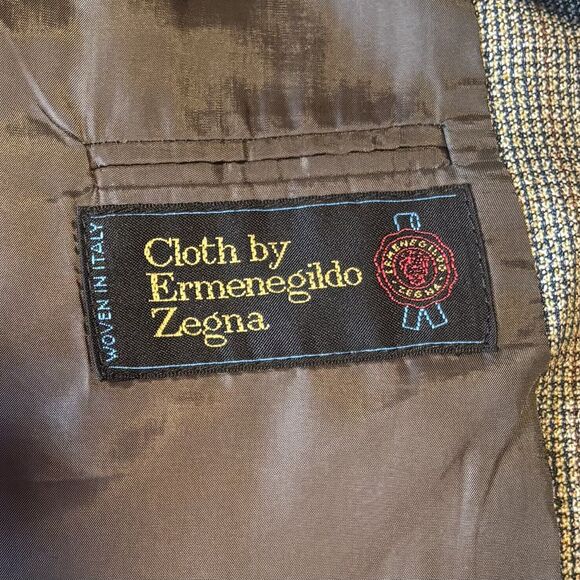 WOVEN IN ITALY
Cloth by
Ermenegildo
Zegna
ERMENEGILDO
ZEGNA